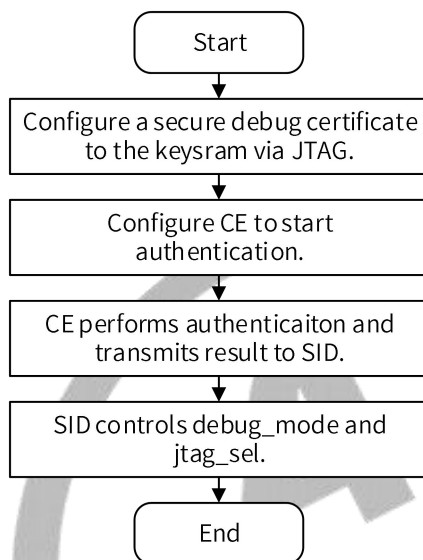 Start
Configure a secure debug certificate
to the keysram via JTAG.
Configure CE to start
authentication.
CE performs authenticaiton and
transmits result to SID.
SID controls debug_mode and
jtag_sel.
End